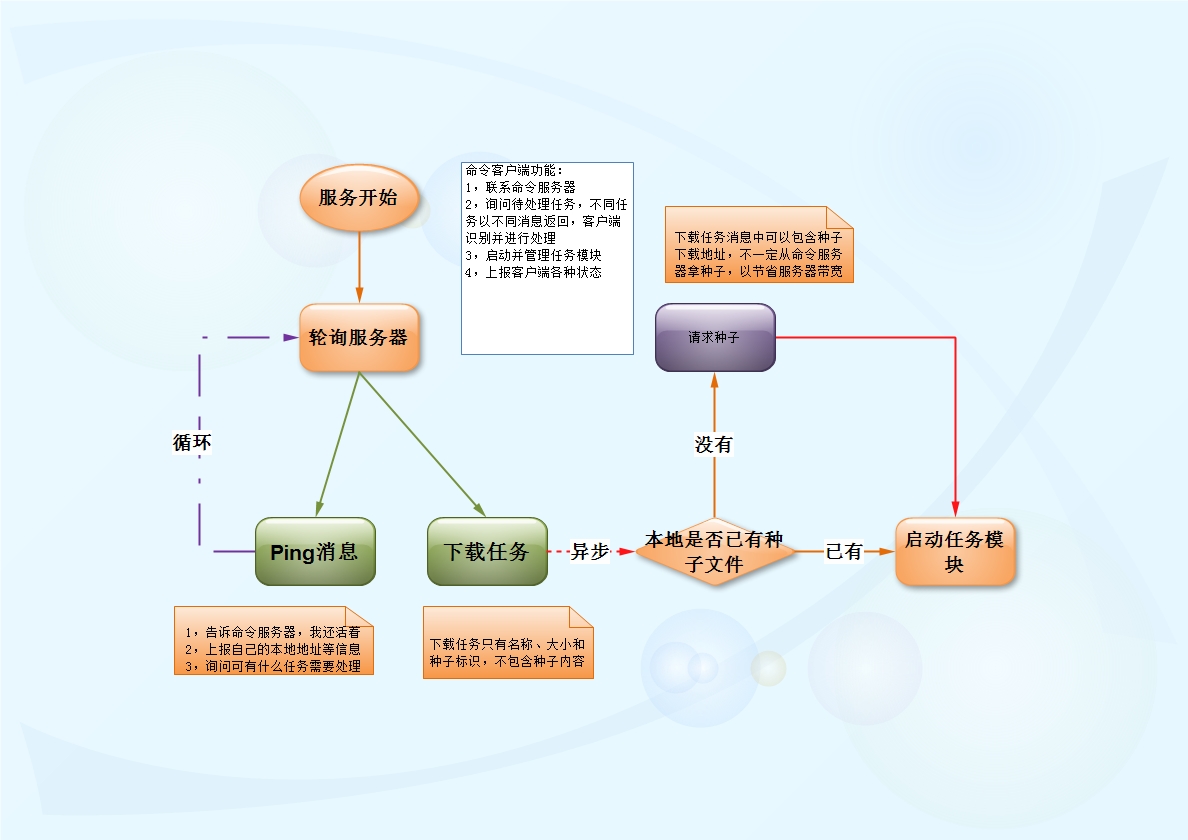 服务开始
命令客户端功能：
1，联系命令服务器
2，询问待处理任务，不同任
务以不同消息返回，客户端
识别并进行处理
3，启动并管理任务模块
4，上报客户端各种状态
下载任务消息中可以包含种子
下载地址，不一定从命令服务
器拿种子，以节省服务器带宽
轮询服务器
请求种子
循环
没有
Ping消息
下载任务
异步
本地是否已有种
子文件
已有
启动任务模
块
1，告诉命令服务器，我还活着
2，上报自己的本地地址等信息
3，询问可有什么任务需要处理
下载任务只有名称、大小和
种子标识，不包含种子内容